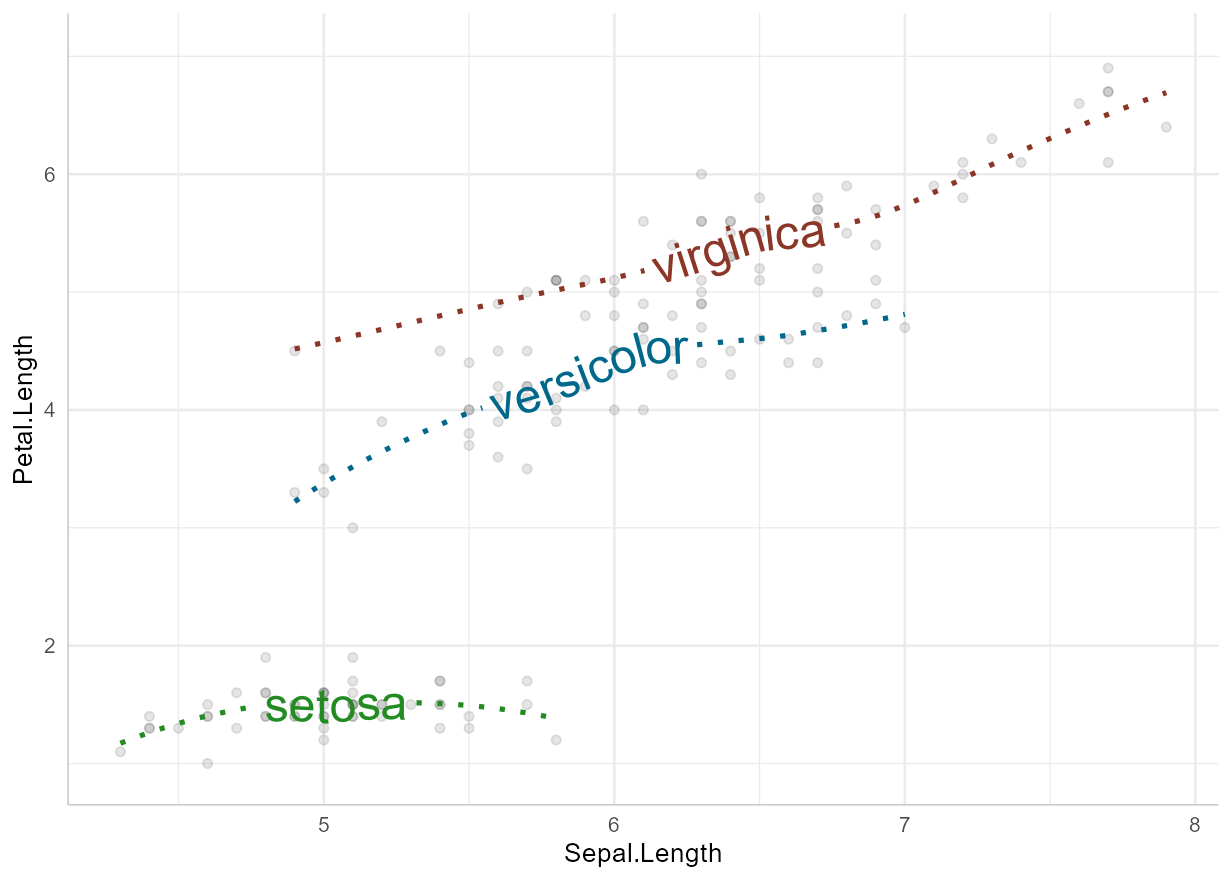 6
4
2
Petal.Length
virginica
versicolor
setosa
5 6 7 8
Sepal.Length